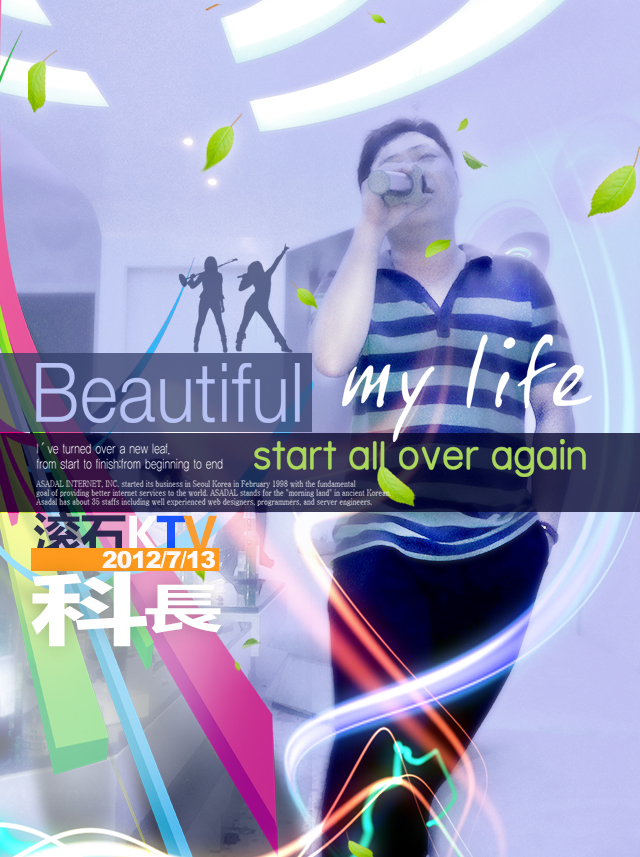 Beautiful my life
start all over again
I´ve turned over a new leaf,
from start to finish:from beginning to end
ASADAL INTERNET, INC. started its business in Seoul Korea in February 1998 with the fundamental
goal of providing better internet services to the world. ASADAL stands for the "morning land" in ancient Korean.
Asadal has about 35 staffs including well experienced web designers, programmers, and server engineers.
滾石KTV
2012/7/13
科長